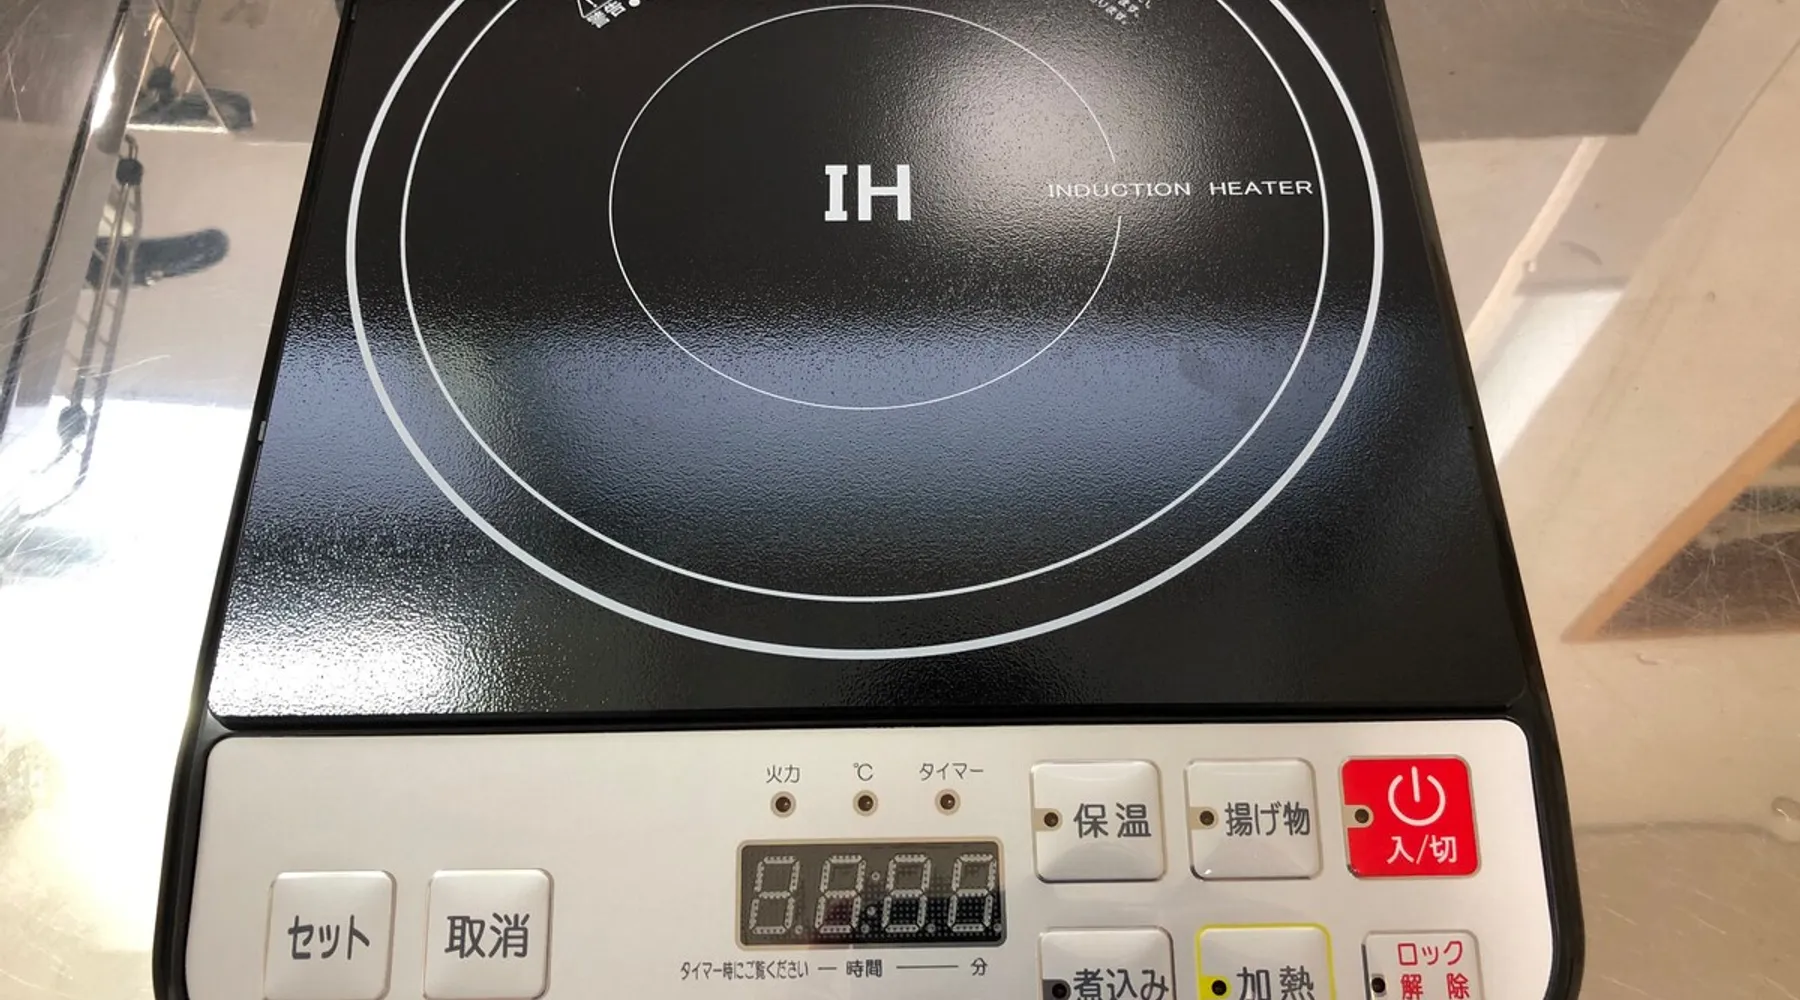 警告
IH
INDUCTION HEATER
火力 ℃ タイマー
保温
揚げ物
入/切
セット
取消
タイマー時にご覧ください 時間 分
煮込み
加熱
ロック
解除